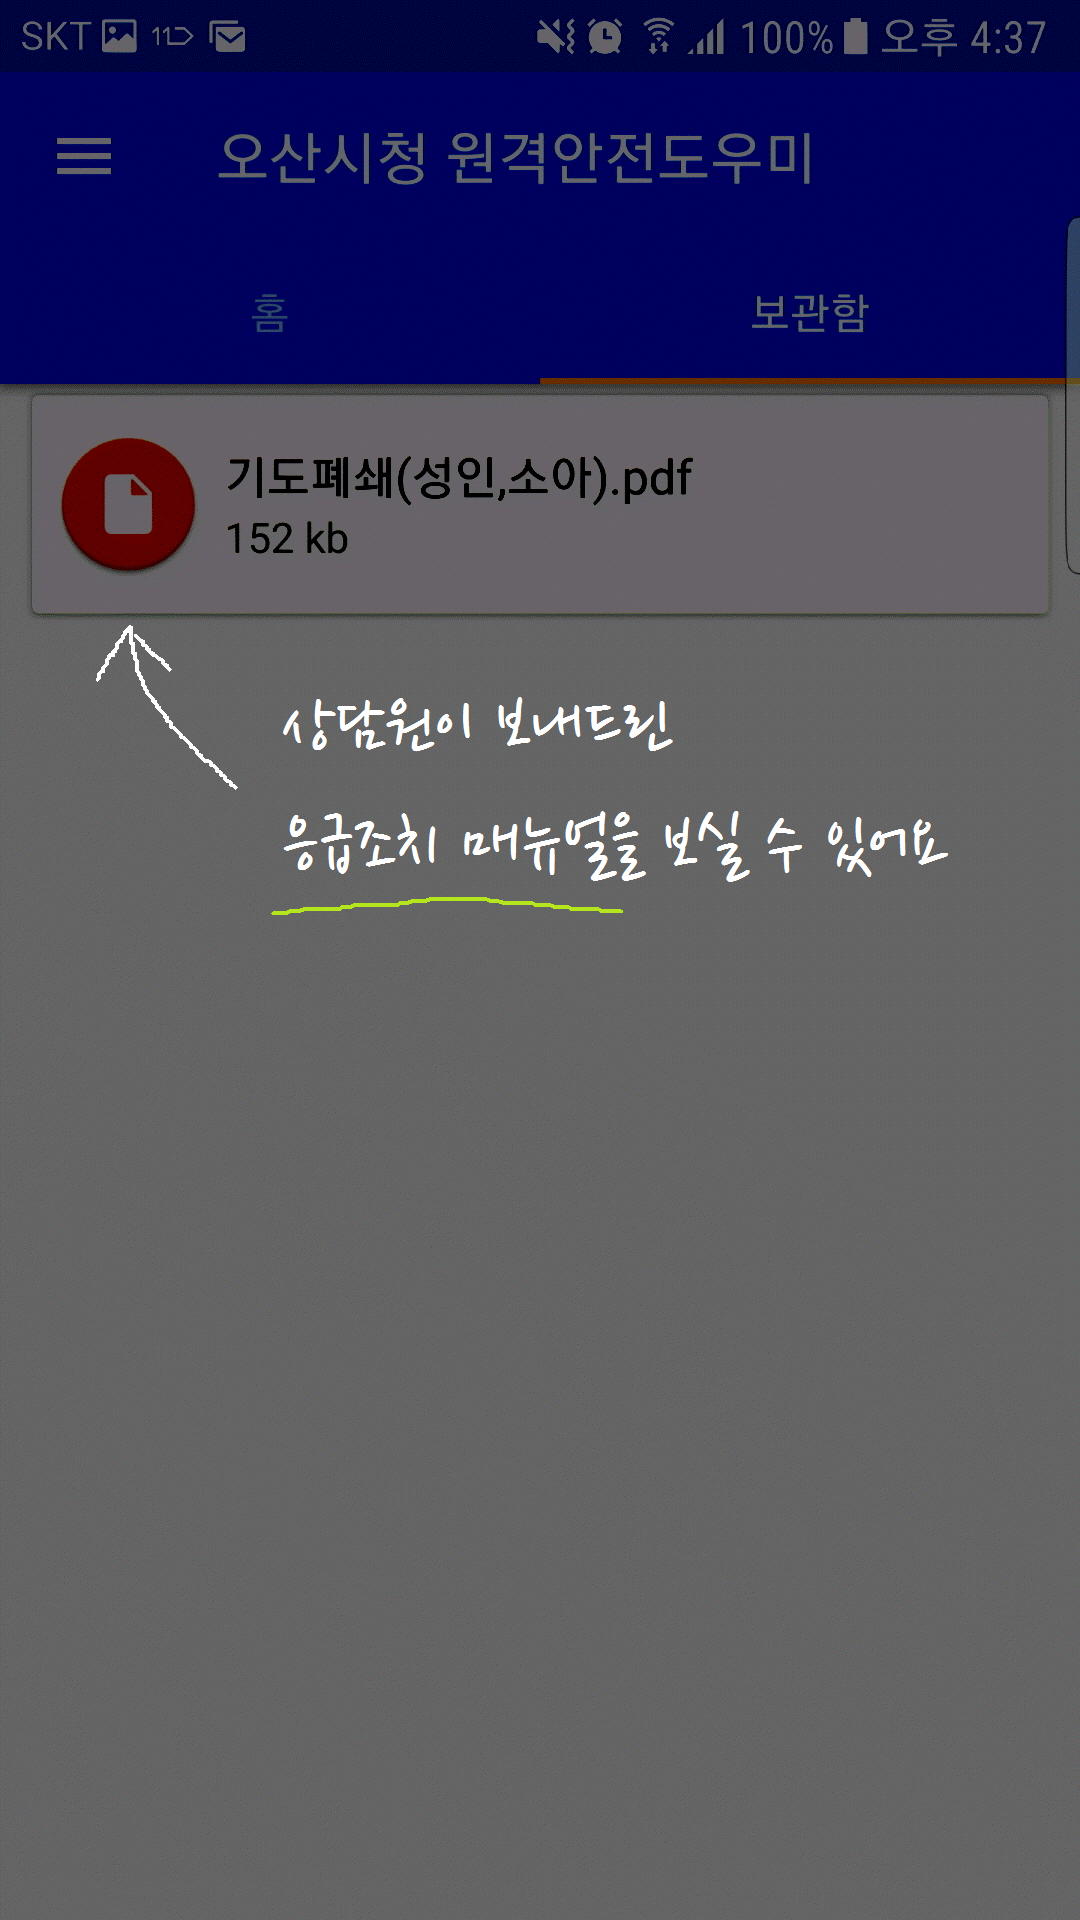 SKT 11 100% 오후 4:37
오산시청 원격안전도우미
홈 보관함
기도폐쇄(성인,소아).pdf
152 kb
상담원이 보내드린
응급조치 매뉴얼을 보실 수 있어요